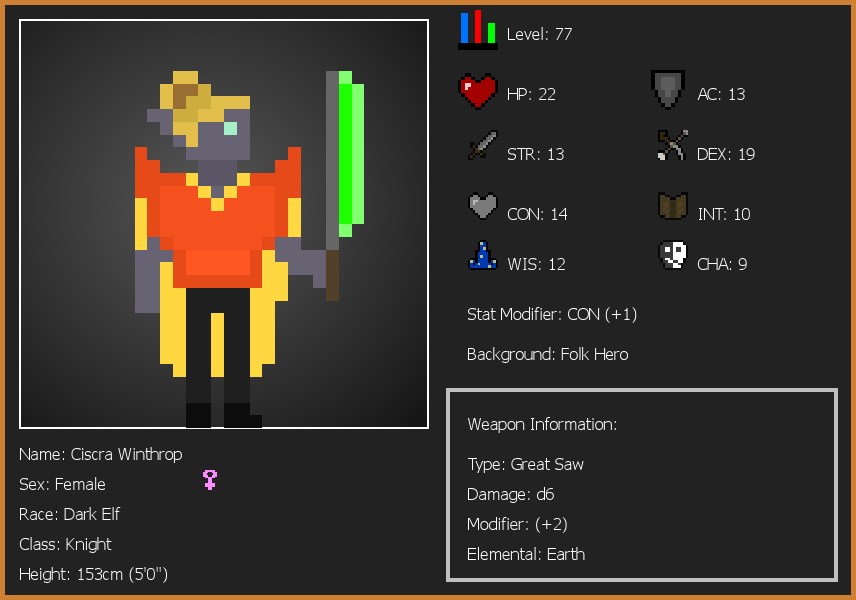 Level: 77
HP: 22
AC: 13
STR: 13
DEX: 19
CON: 14
INT: 10
WIS: 12
CHA: 9
Stat Modifier: CON (+1)
Background: Folk Hero
Weapon Information:
Type: Great Saw
Damage: d6
Modifier: (+2)
Elemental: Earth
Name: Ciscra Winthrop
Sex: Female
Race: Dark Elf
Class: Knight
Height: 153cm (5'0")